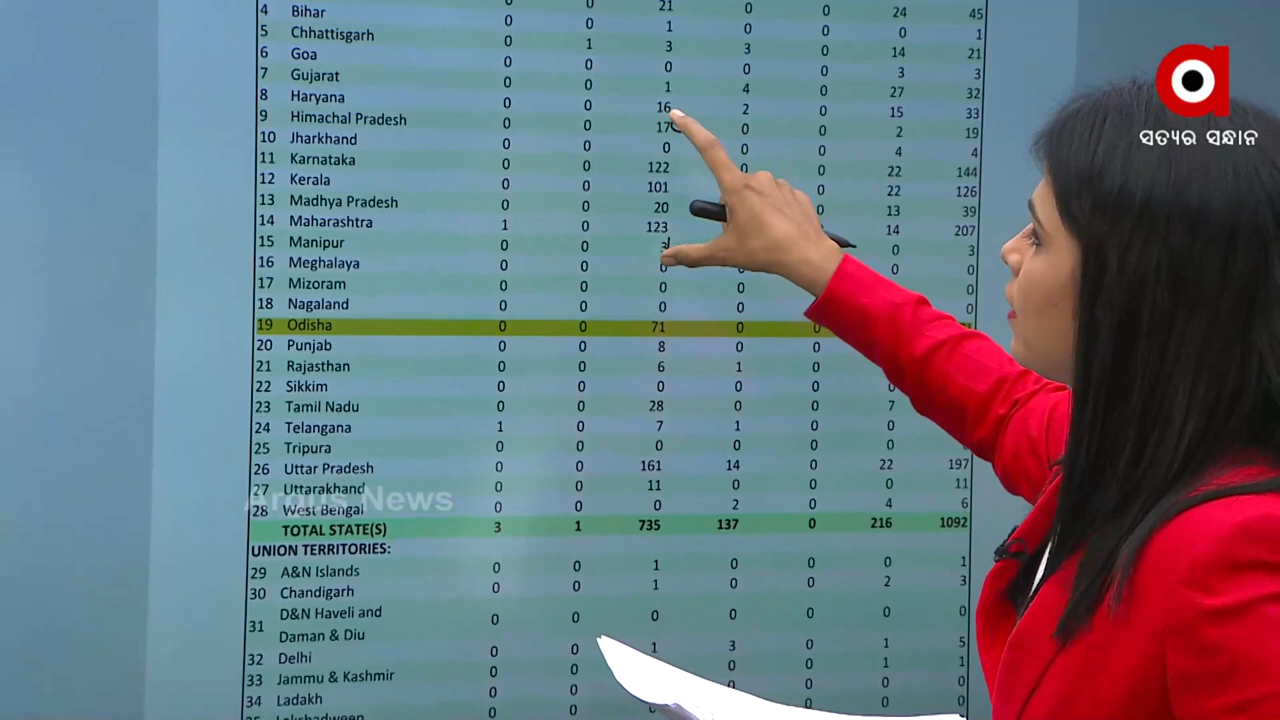 0 0 21 0 0 24 45
4 Bihar 0 0 1 0 0 0 1
5 Chhattisgarh 0 1 3 3 0 14 21
6 Goa 0 0 0 0 0 3 3
7 Gujarat 0 0 1 4 0 27 32
8 Haryana 0 0 16 2 0 15 33
9 Himachal Pradesh 0 0 17 0 0 2 19
10 Jharkhand 0 0 0 0 0 4 4
11 Karnataka 0 0 122 0 0 22 144
12 Kerala 0 0 101 0 22 126
13 Madhya Pradesh 0 0 20 0 13 39
14 Maharashtra 1 0 123 14 207
15 Manipur 0 0 3 0 3
16 Meghalaya 0 0 0 0 0 0
17 Mizoram 0 0 0 0 0
18 Nagaland 0 0 0 0 0
19 Odisha 0 0 71 0 0
20 Punjab 0 0 8 0 0
21 Rajasthan 0 0 6 1 0
22 Sikkim 0 0 0 0 0 0
23 Tamil Nadu 0 0 28 0 0 7
24 Telangana 1 0 7 1 0 0
25 Tripura 0 0 0 0 0 0
26 Uttar Pradesh 0 0 161 14 0 22 197
27 Uttarakhand 0 0 11 0 0 0 11
28 West Bengal 0 0 0 2 0 4 6
TOTAL STATE(S) 3 1 735 137 0 216 1092
UNION TERRITORIES:
29 A&N Islands 0 0 1 0 0 0 1
30 Chandigarh 0 0 1 0 0 2 3
31 D&N Haveli and
Daman & Diu 0 0 0 0 0 0 0
32 Delhi 0 0 1 3 0 1 5
33 Jammu & Kashmir 0 0 0 0 1 1
34 Ladakh 0 0 0 0 0 0
Lakshadweep
Argus News
ସତ୍ୟର ସନ୍ଧାନ